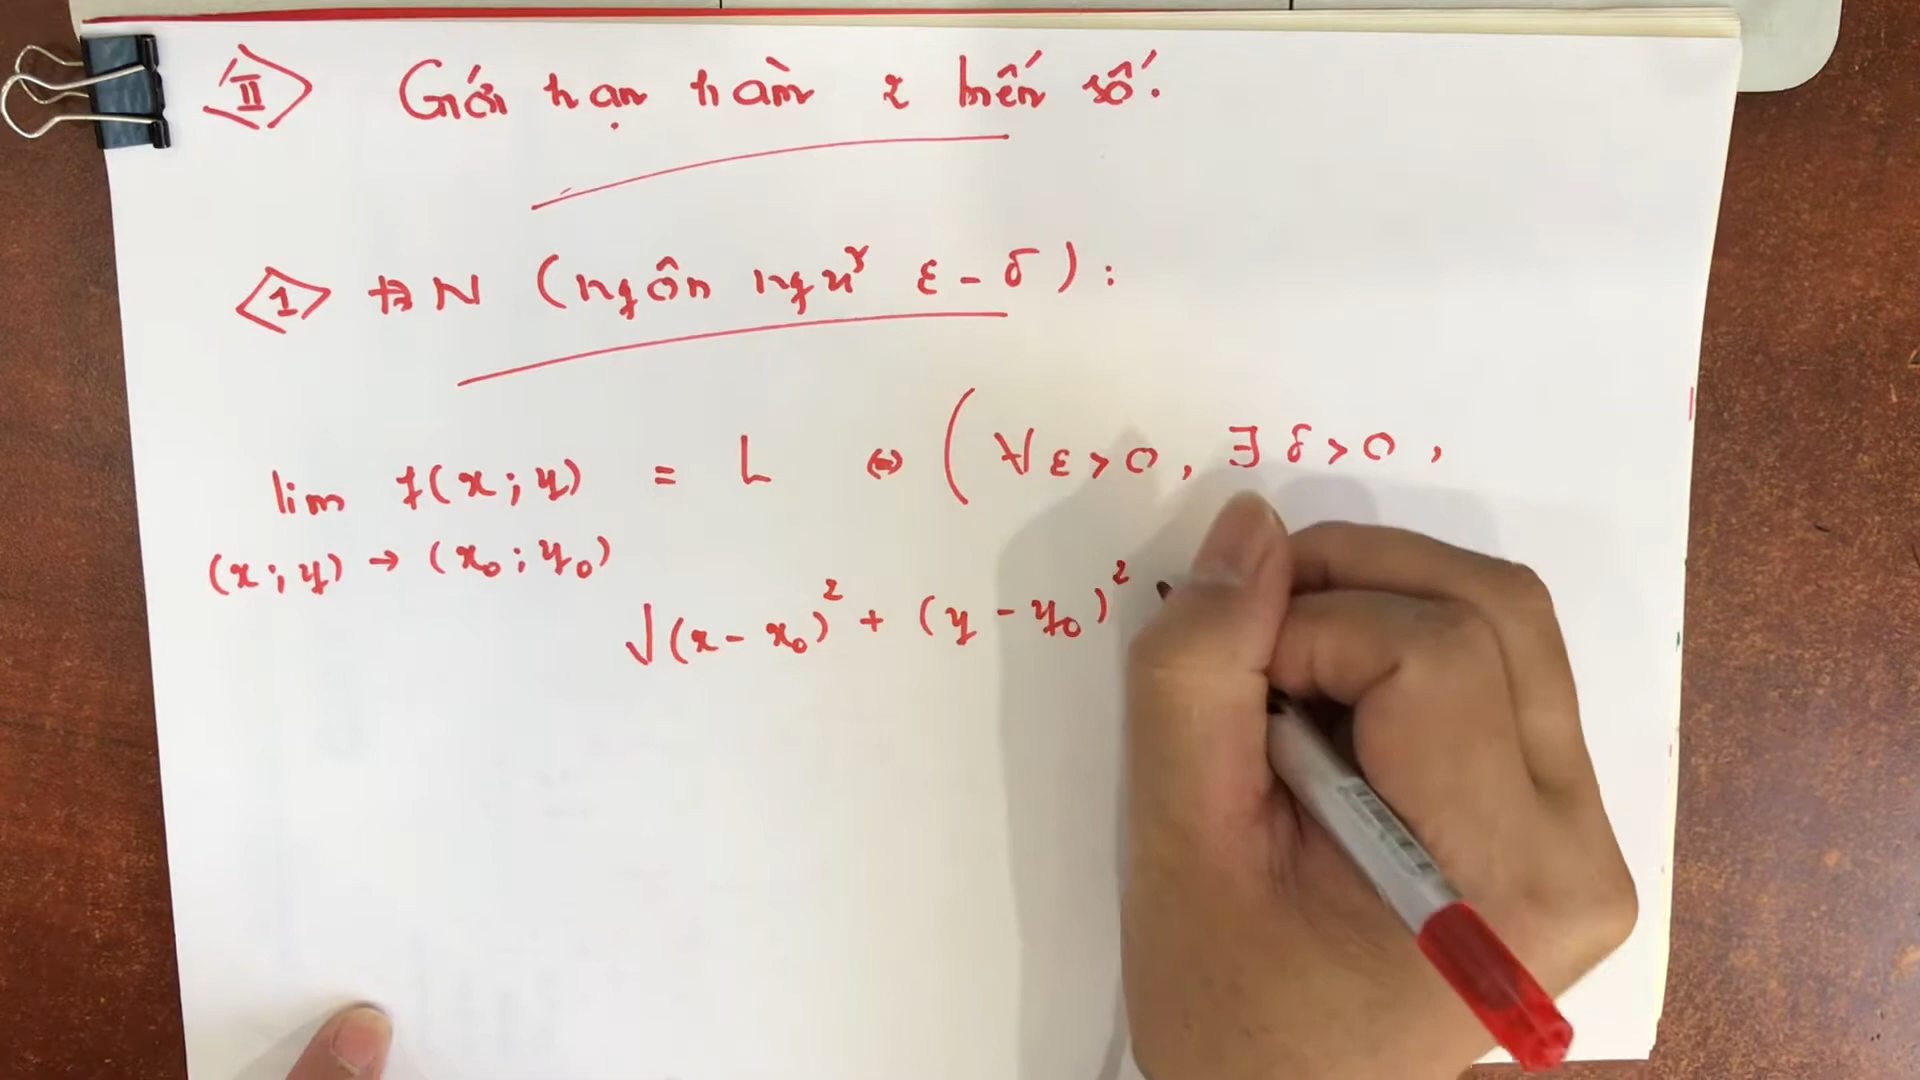 II Giới hạn hàm 2 biến số.
1 ĐN (ngôn ngữ ε - δ) :
lim f(x ; y) = L ⇔ ( ∀ ε > 0 , ∃ δ > 0 ,
(x ; y) → (x₀ ; y₀)
√(x - x₀)² + (y - y₀)²